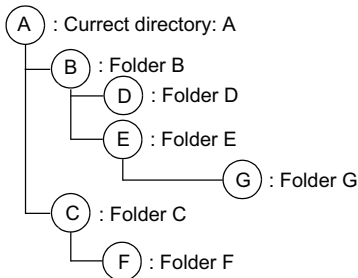 A : Currect directory: A
B : Folder B
D : Folder D
E : Folder E
G : Folder G
C : Folder C
F : Folder F